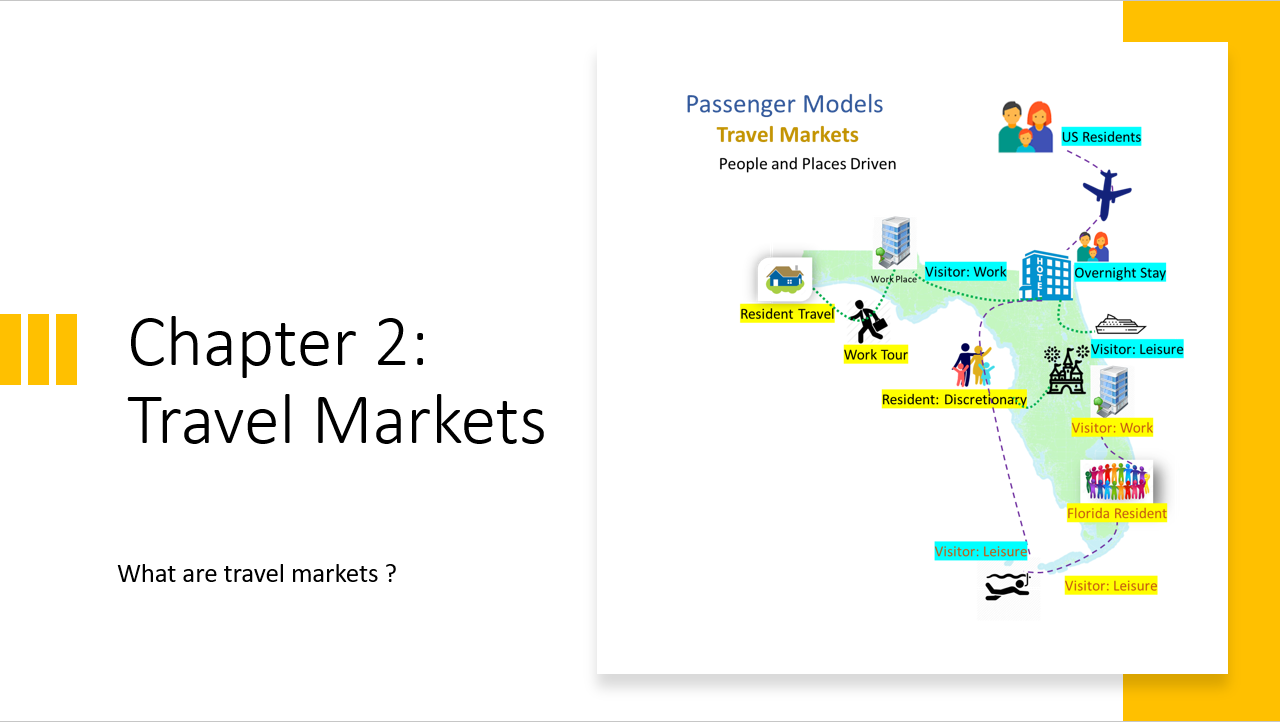 Chapter 2:
Travel Markets
What are travel markets ?
Passenger Models
Travel Markets
People and Places Driven
US Residents
Overnight Stay
HOTEL
Visitor: Work
Work Place
Resident Travel
Work Tour
Visitor: Leisure
Resident: Discretionary
Visitor: Work
Florida Resident
Visitor: Leisure
Visitor: Leisure